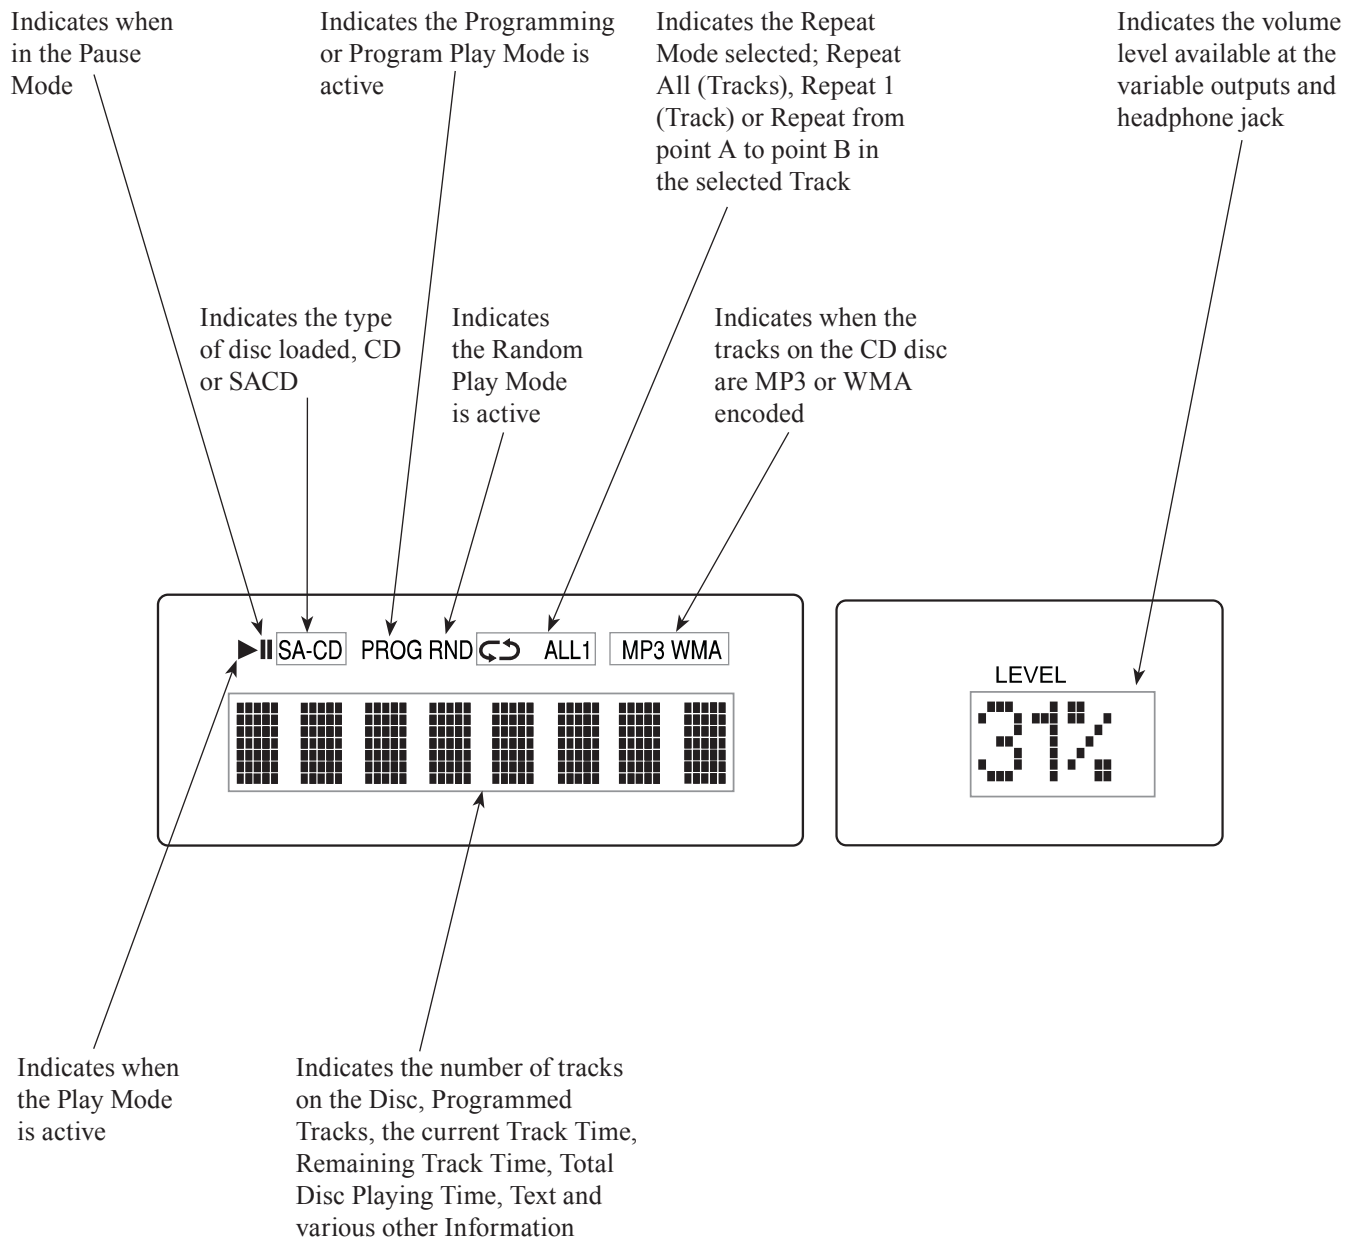 Indicates when
in the Pause
Mode
Indicates the Programming
or Program Play Mode is
active
Indicates the Repeat
Mode selected; Repeat
All (Tracks), Repeat 1
(Track) or Repeat from
point A to point B in
the selected Track
Indicates the volume
level available at the
variable outputs and
headphone jack
Indicates the type
of disc loaded, CD
or SACD
Indicates
the Random
Play Mode
is active
Indicates when the
tracks on the CD disc
are MP3 or WMA
encoded
SA-CD PROG RND ALL1 MP3 WMA
LEVEL
31%
Indicates when
the Play Mode
is active
Indicates the number of tracks
on the Disc, Programmed
Tracks, the current Track Time,
Remaining Track Time, Total
Disc Playing Time, Text and
various other Information